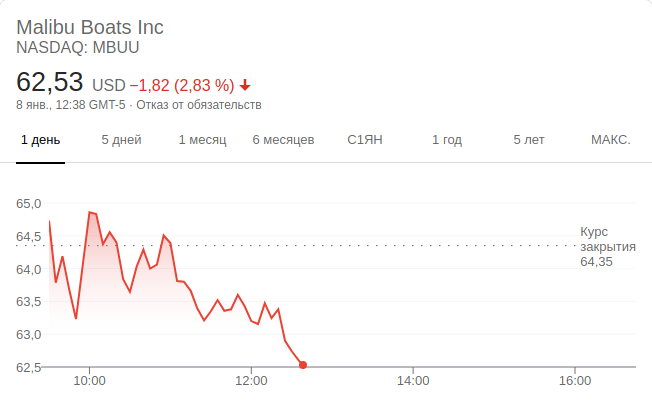 Malibu Boats Inc
NASDAQ: MBUU
62,53 USD −1,82 (2,83 %)
8 янв., 12:38 GMT-5 · Отказ от обязательств
1 день 5 дней 1 месяц 6 месяцев С1ЯН 1 год 5 лет МАКС.
65,0
64,5
64,0
63,5
63,0
62,5
Курс
закрытия
64,35
10:00 12:00 14:00 16:00